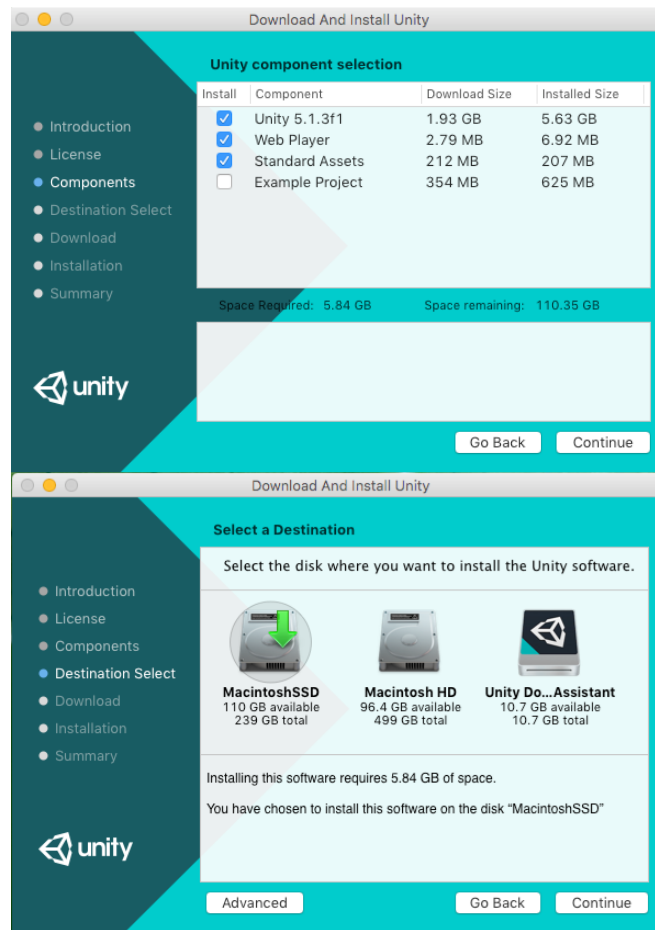 Download And Install Unity
Unity component selection
Install Component Download Size Installed Size
Unity 5.1.3f1 1.93 GB 5.63 GB
Web Player 2.79 MB 6.92 MB
Standard Assets 212 MB 207 MB
Example Project 354 MB 625 MB
Introduction
License
Components
Destination Select
Download
Installation
Summary
Space Required: 5.84 GB Space remaining: 110.35 GB
unity
Go Back Continue
Download And Install Unity
Select a Destination
Select the disk where you want to install the Unity software.
Introduction
License
Components
Destination Select
Download
Installation
Summary
MacintoshSSD Macintosh HD Unity Do...Assistant
110 GB available 96.4 GB available 10.7 GB available
239 GB total 499 GB total 10.7 GB total
Installing this software requires 5.84 GB of space.
You have chosen to install this software on the disk “MacintoshSSD”
unity
Advanced Go Back Continue